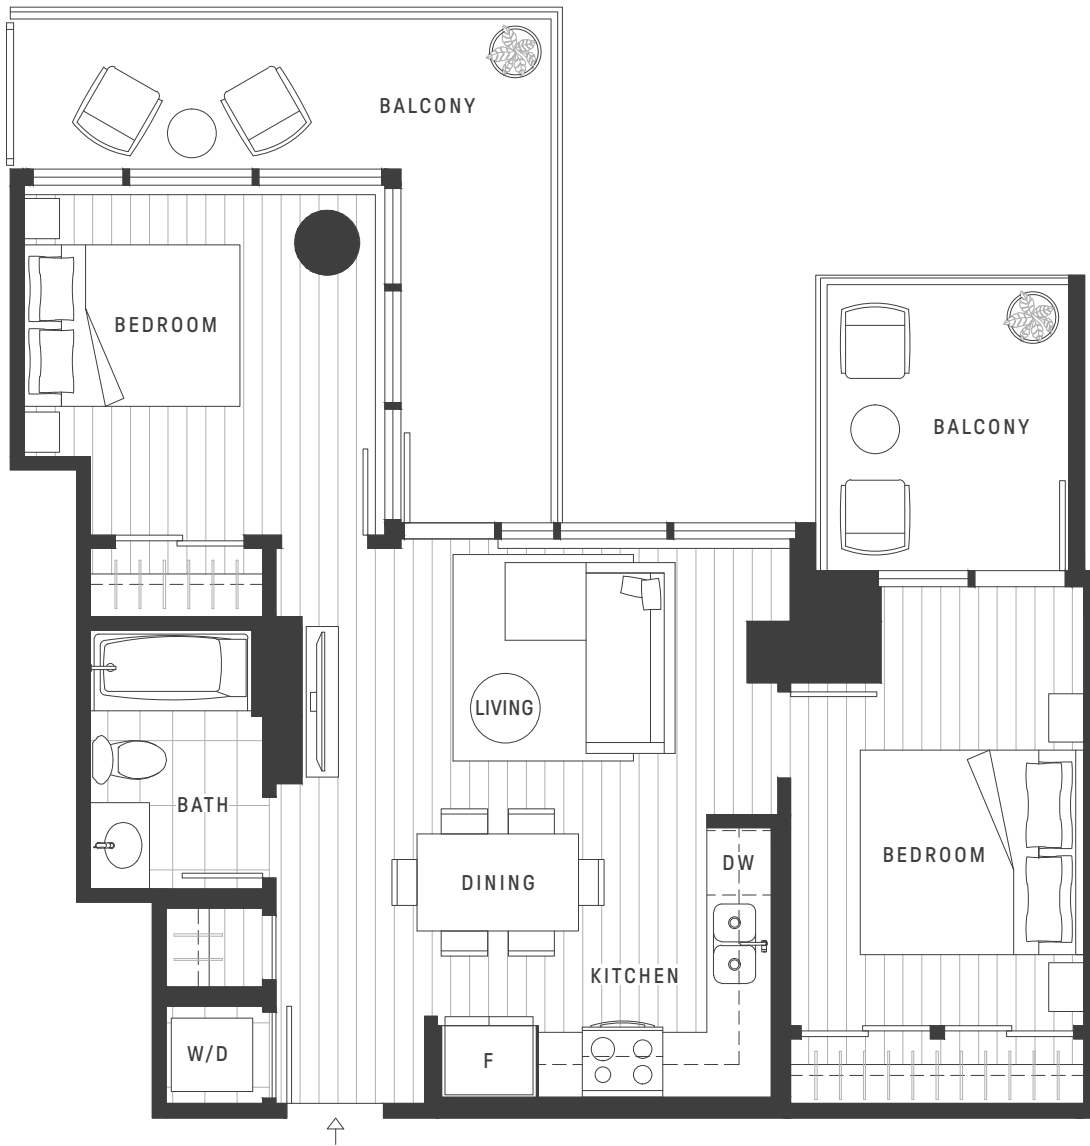 BALCONY
BEDROOM
BALCONY
LIVING
BATH
BEDROOM
DW
DINING
KITCHEN
W/D
F